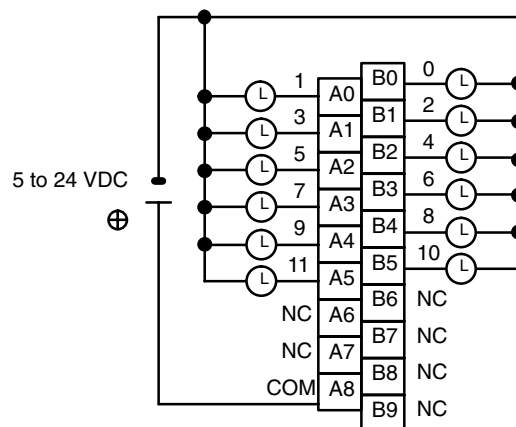 0
1 L A0 B0 L
2
3 L A1 B1 L
4
5 L A2 B2 L
5 to 24 VDC
6
7 L A3 B3 L
8
9 L A4 B4 L
10
11 L A5 B5 L
NC A6 B6 NC
NC A7 B7 NC
COM A8 B8 NC
B9 NC